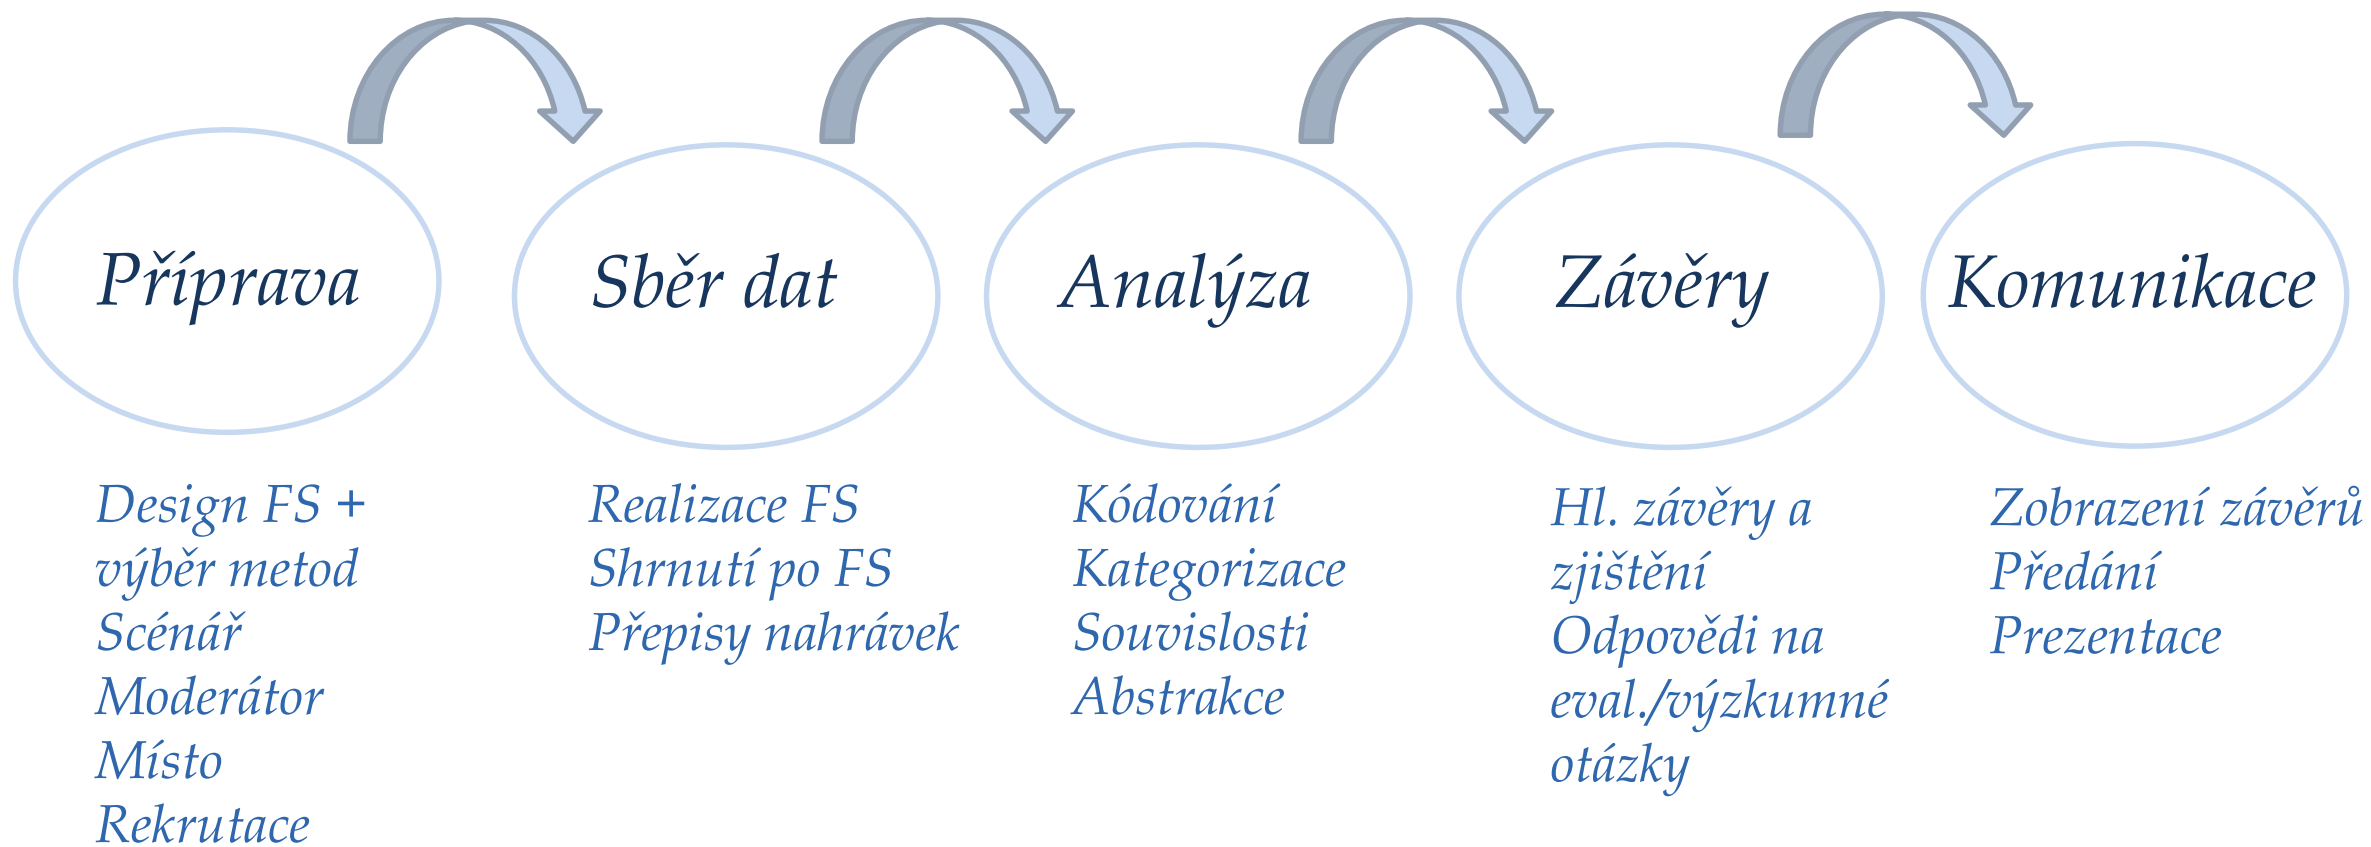 Příprava
Sběr dat
Analýza
Závěry
Komunikace
Design FS +
výběr metod
Scénář
Moderátor
Místo
Rekrutace
Realizace FS
Shrnutí po FS
Přepisy nahrávek
Kódování
Kategorizace
Souvislosti
Abstrakce
Hl. závěry a
zjištění
Odpovědi na
eval./výzkumné
otázky
Zobrazení závěrů
Předání
Prezentace